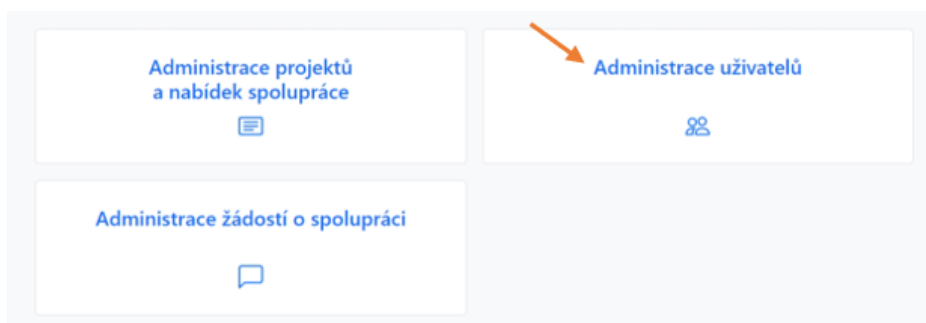 Administrace projektů
a nabídek spolupráce
Administrace uživatelů
Administrace žádostí o spolupráci